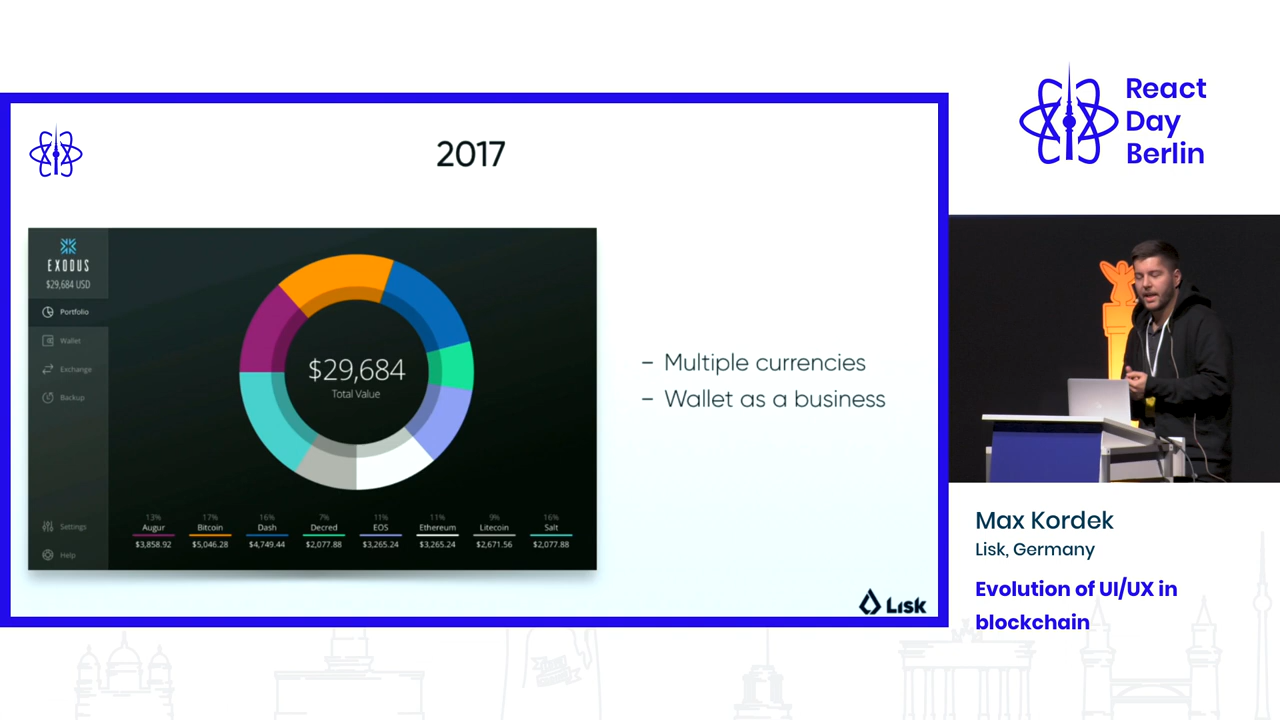 React
Day
Berlin
2017
EXODUS
$29,684 USD
Portfolio
Wallet
Exchange
Backup
Settings
Help
$29,684
Total Value
13% 17% 16% 7% 11% 11% 9% 16%
Augur Bitcoin Dash Decred EOS Ethereum Litecoin Salt
$3,858.92 $5,046.28 $4,749.44 $2,077.88 $3,265.24 $3,265.24 $2,671.56 $2,077.88
– Multiple currencies
– Wallet as a business
Lisk
Max Kordek
Lisk, Germany
Evolution of UI/UX in
blockchain